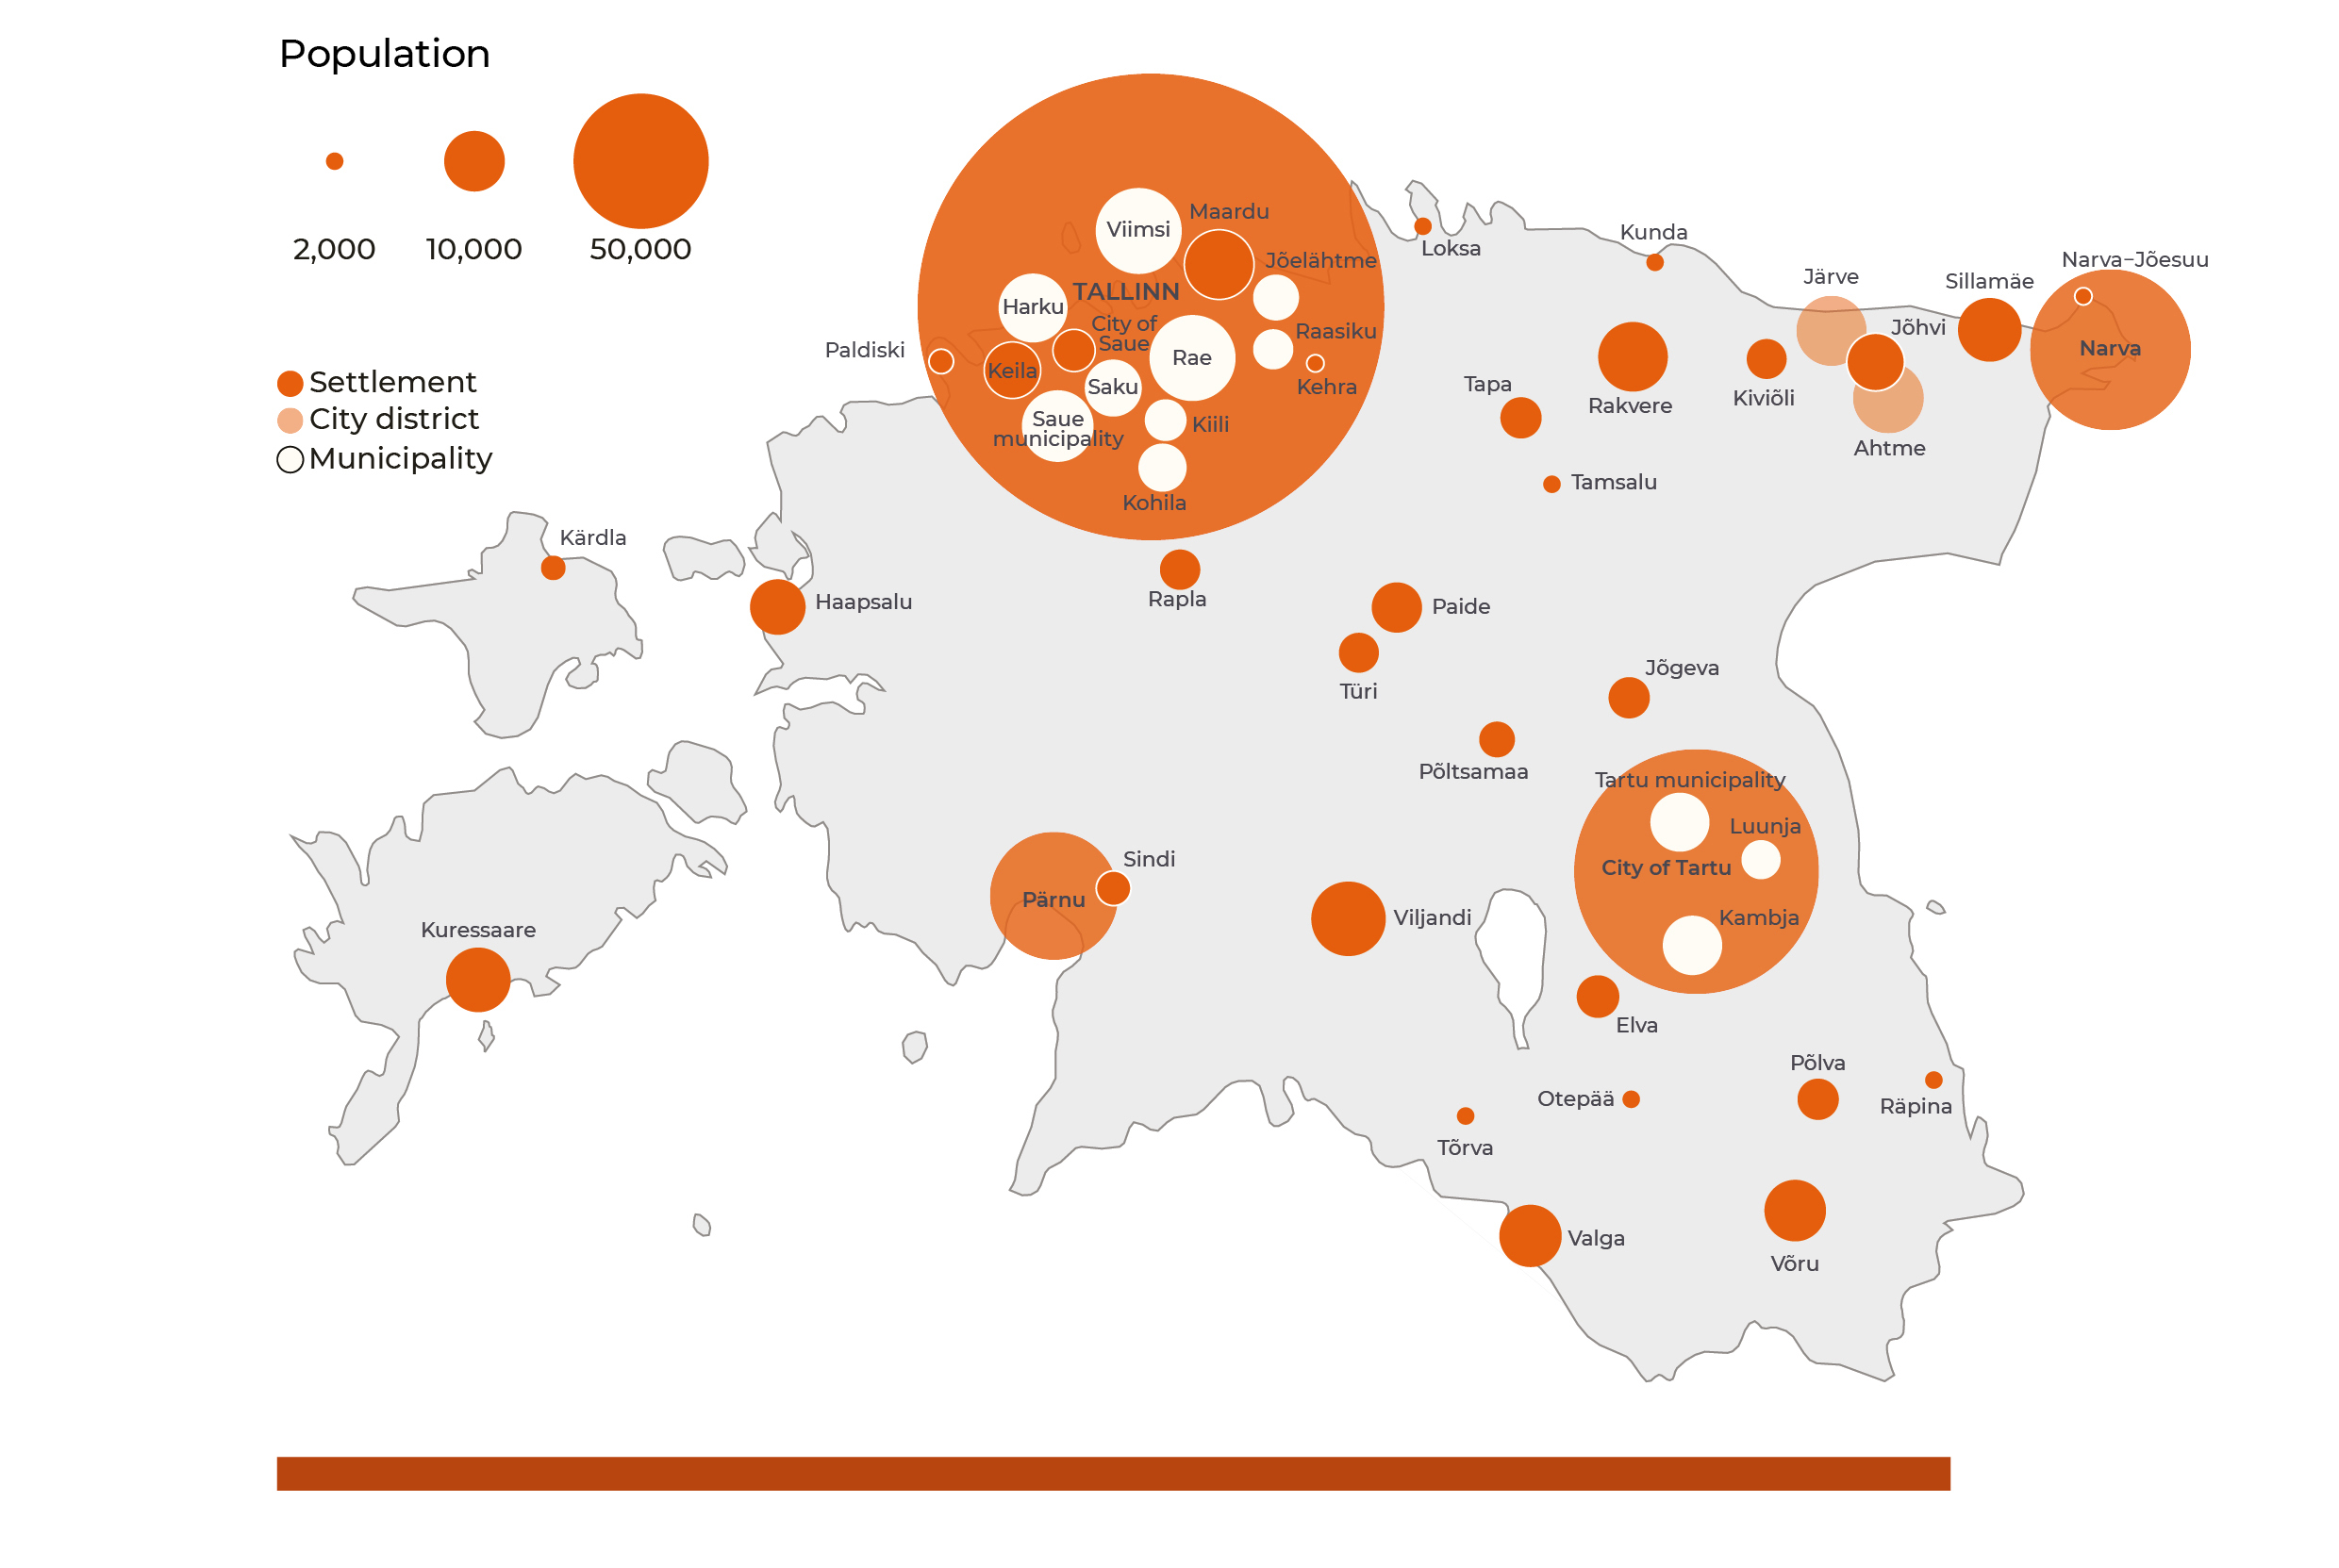 Population
2,000
10,000
50,000
Settlement
City district
Municipality
Viimsi
Maardu
Jõelähtme
TALLINN
Harku
City of
Saue
Raasiku
Rae
Paldiski
Keila
Saku
Kehra
Saue
municipality
Kiili
Kohila
Loksa
Kunda
Narva–Jõesuu
Järve
Sillamäe
Jõhvi
Narva
Tapa
Kiviõli
Rakvere
Ahtme
Tamsalu
Kärdla
Haapsalu
Rapla
Paide
Türi
Jõgeva
Põltsamaa
Tartu municipality
Luunja
City of Tartu
Kambja
Sindi
Pärnu
Viljandi
Kuressaare
Elva
Põlva
Otepää
Räpina
Tõrva
Valga
Võru